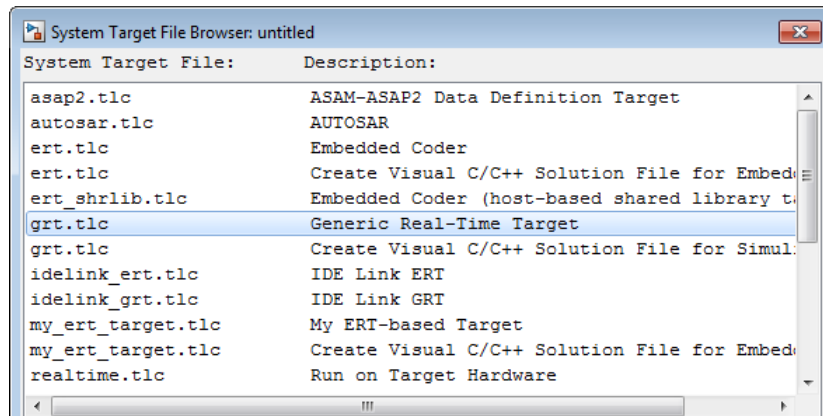 System Target File Browser: untitled
System Target File: Description:
asap2.tlc ASAM-ASAP2 Data Definition Target
autosar.tlc AUTOSAR
ert.tlc Embedded Coder
ert.tlc Create Visual C/C++ Solution File for
ert_shrlib.tlc Embedded Coder (host-based shared library
grt.tlc Generic Real-Time Target
grt.tlc Create Visual C/C++ Solution File for
idelink_ert.tlc IDE Link ERT
idelink_grt.tlc IDE Link GRT
my_ert_target.tlc My ERT-based Target
my_ert_target.tlc Create Visual C/C++ Solution File for
realtime.tlc Run on Target Hardware